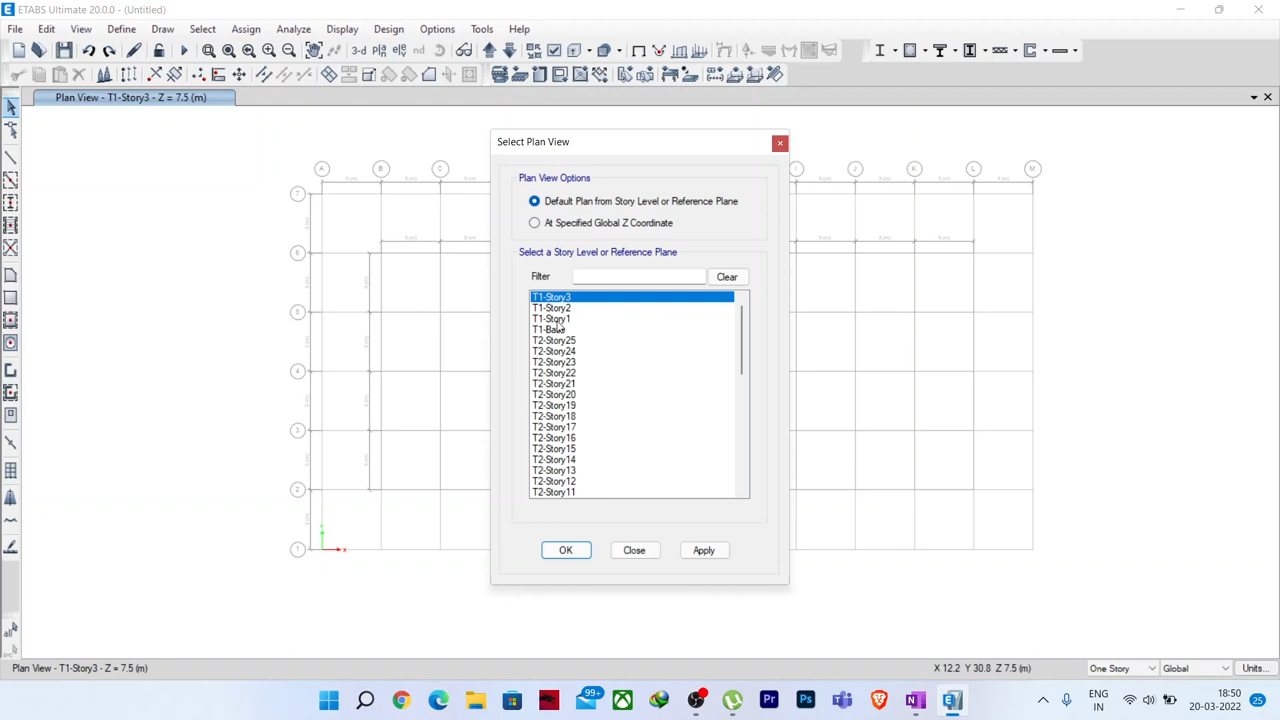 ETABS Ultimate 20.0.0 - (Untitled)
File Edit View Define Draw Select Assign Analyze Display Design Options Tools Help
3-d nd
Plan View - T1-Story3 - Z = 7.5 (m)
Select Plan View
Plan View Options
Default Plan from Story Level or Reference Plane
At Specified Global Z Coordinate
Select a Story Level or Reference Plane
Filter Clear
T1-Story3
T1-Story2
T1-Story1
T1-Base
T2-Story25
T2-Story24
T2-Story23
T2-Story22
T2-Story21
T2-Story20
T2-Story19
T2-Story18
T2-Story17
T2-Story16
T2-Story15
T2-Story14
T2-Story13
T2-Story12
T2-Story11
OK Close Apply
A B C I J K L M
7
6
5
4
3
2
1
X
all
Plan View - T1-Story3 - Z = 7.5 (m) X 12.2 Y 30.8 Z 7.5 (m) One Story Global Units...
99+ Pr Ps N E
ENG
IN
18:50
20-03-2022
25